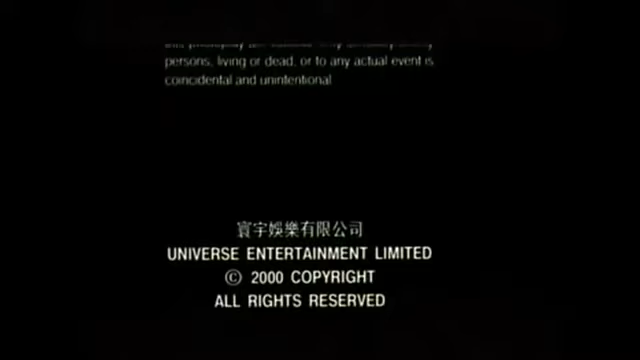 persons, living or dead, or to any actual event is
coincidental and unintentional
寰宇娛樂有限公司
UNIVERSE ENTERTAINMENT LIMITED
© 2000 COPYRIGHT
ALL RIGHTS RESERVED